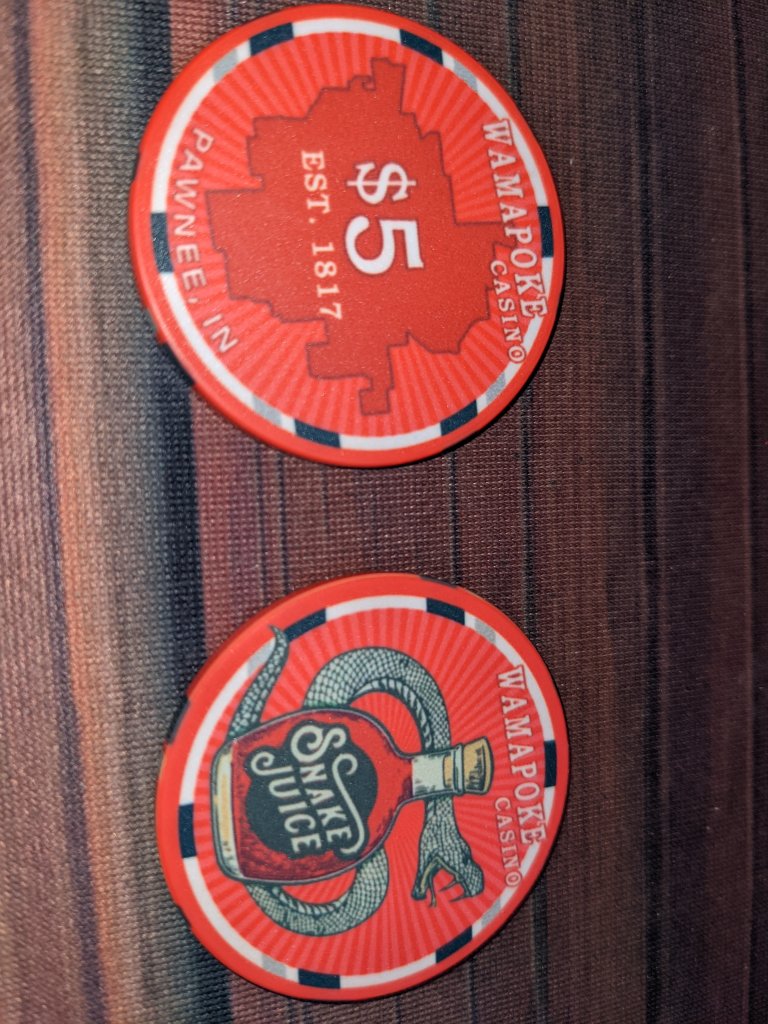 WAMAPOKE
CASINO
$5
EST. 1817
PAWNEE, IN
WAMAPOKE
CASINO
SNAKE
JUICE